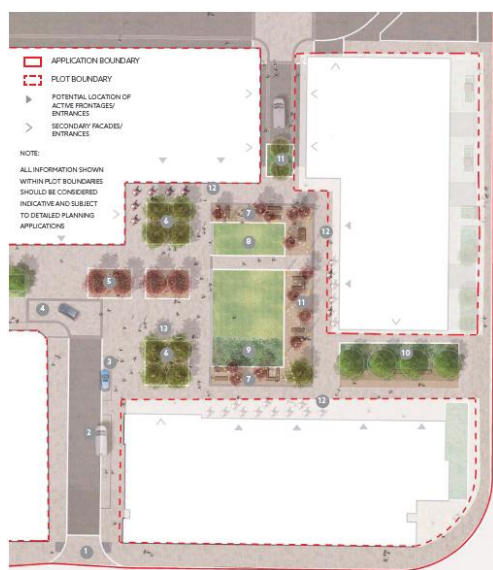 APPLICATION BOUNDARY
PLOT BOUNDARY
POTENTIAL LOCATION OF
ACTIVE FRONTAGES/
ENTRANCES
SECONDARY FACADES/
ENTRANCES
NOTE:
ALL INFORMATION SHOWN
WITHIN PLOT BOUNDARIES
SHOULD BE CONSIDERED
INDICATIVE AND SUBJECT
TO DETAILED PLANNING
APPLICATIONS
11
12
6
7
8
12
5
11
4
13
3
6
9
10
7
12
2
1